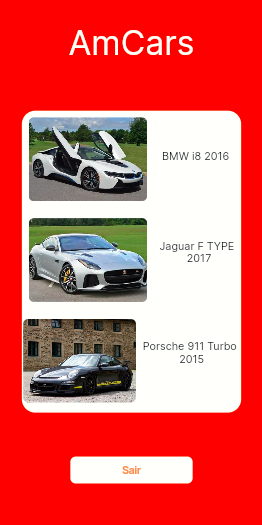 AmCars
BMW i8 2016
Jaguar F TYPE
2017
Porsche 911 Turbo
2015
Sair